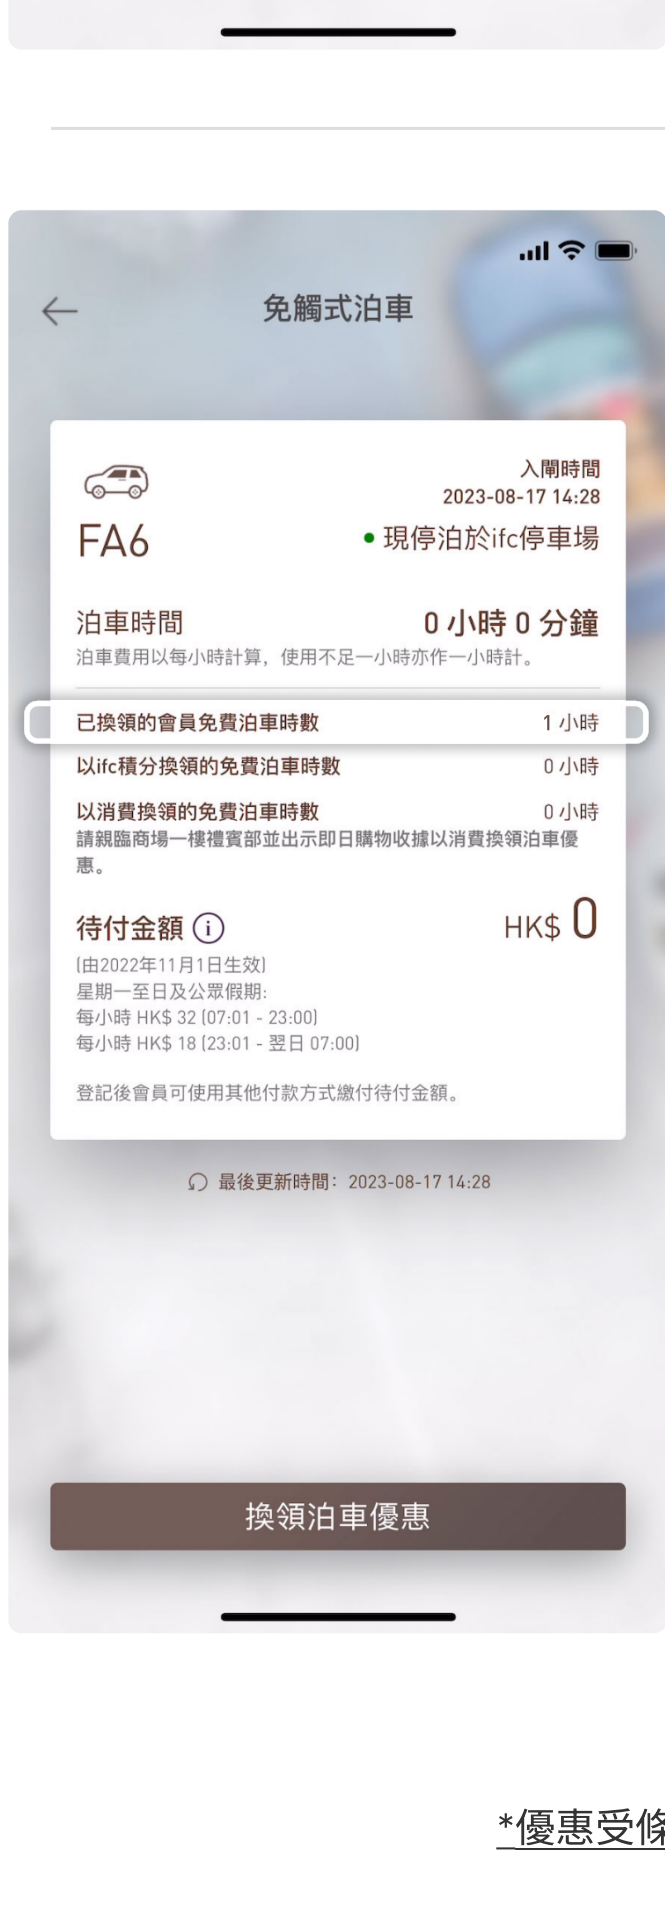 免觸式泊車
入閘時間
2023-08-17 14:28
FA6
現停泊於ifc停車場
泊車時間
0 小時 0 分鐘
泊車費用以每小時計算，使用不足一小時亦作一小時計。
已換領的會員免費泊車時數
1 小時
以ifc積分換領的免費泊車時數
0 小時
以消費換領的免費泊車時數
0 小時
請親臨商場一樓禮賓部並出示即日購物收據以消費換領泊車優
惠。
待付金額 i
HK$ 0
(由2022年11月1日生效)
星期一至日及公眾假期:
每小時 HK$ 32 (07:01 - 23:00)
每小時 HK$ 18 (23:01 - 翌日 07:00)
登記後會員可使用其他付款方式繳付待付金額。
最後更新時間：2023-08-17 14:28
換領泊車優惠
*優惠受條